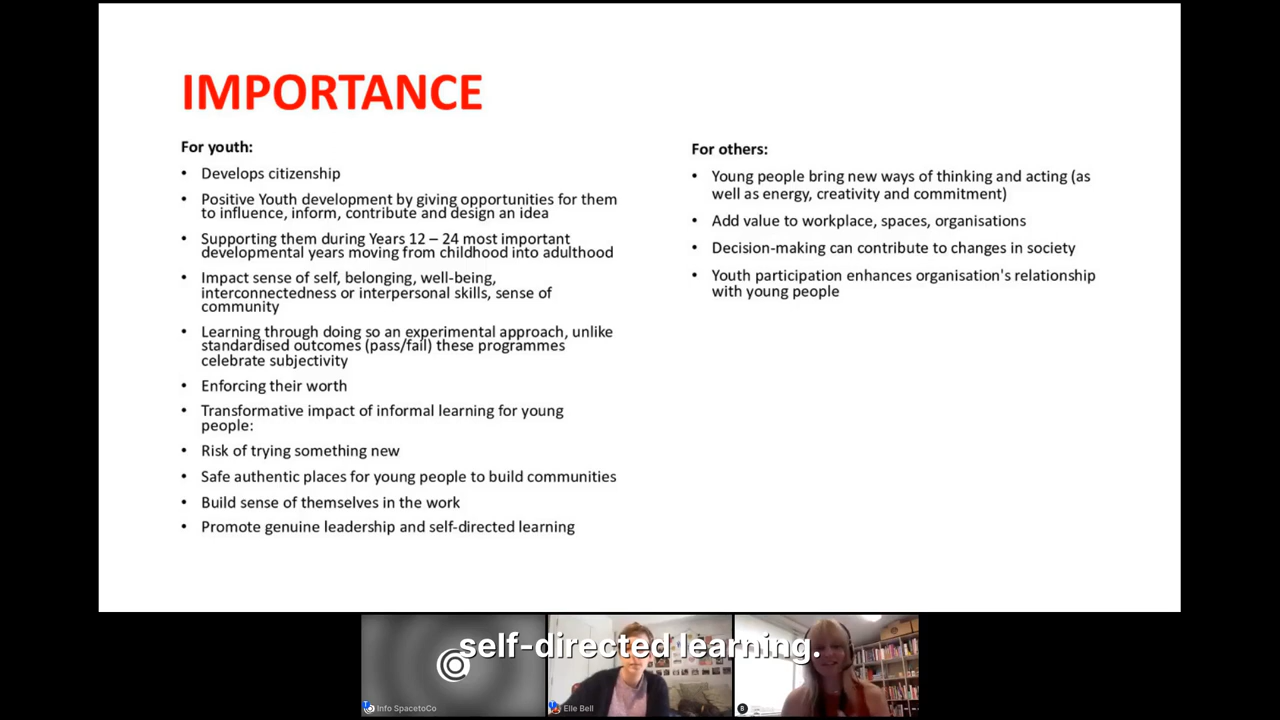 IMPORTANCE
For youth:
• Develops citizenship
• Positive Youth development by giving opportunities for them
to influence, inform, contribute and design an idea
• Supporting them during Years 12 – 24 most important
developmental years moving from childhood into adulthood
• Impact sense of self, belonging, well-being,
interconnectedness or interpersonal skills, sense of
community
• Learning through doing so an experimental approach, unlike
standardised outcomes (pass/fail) these programmes
celebrate subjectivity
• Enforcing their worth
• Transformative impact of informal learning for young
people:
• Risk of trying something new
• Safe authentic places for young people to build communities
• Build sense of themselves in the work
• Promote genuine leadership and self-directed learning
For others:
• Young people bring new ways of thinking and acting (as
well as energy, creativity and commitment)
• Add value to workplace, spaces, organisations
• Decision-making can contribute to changes in society
• Youth participation enhances organisation's relationship
with young people
self-directed learning.
Info SpacetoCo
Elle Bell
B